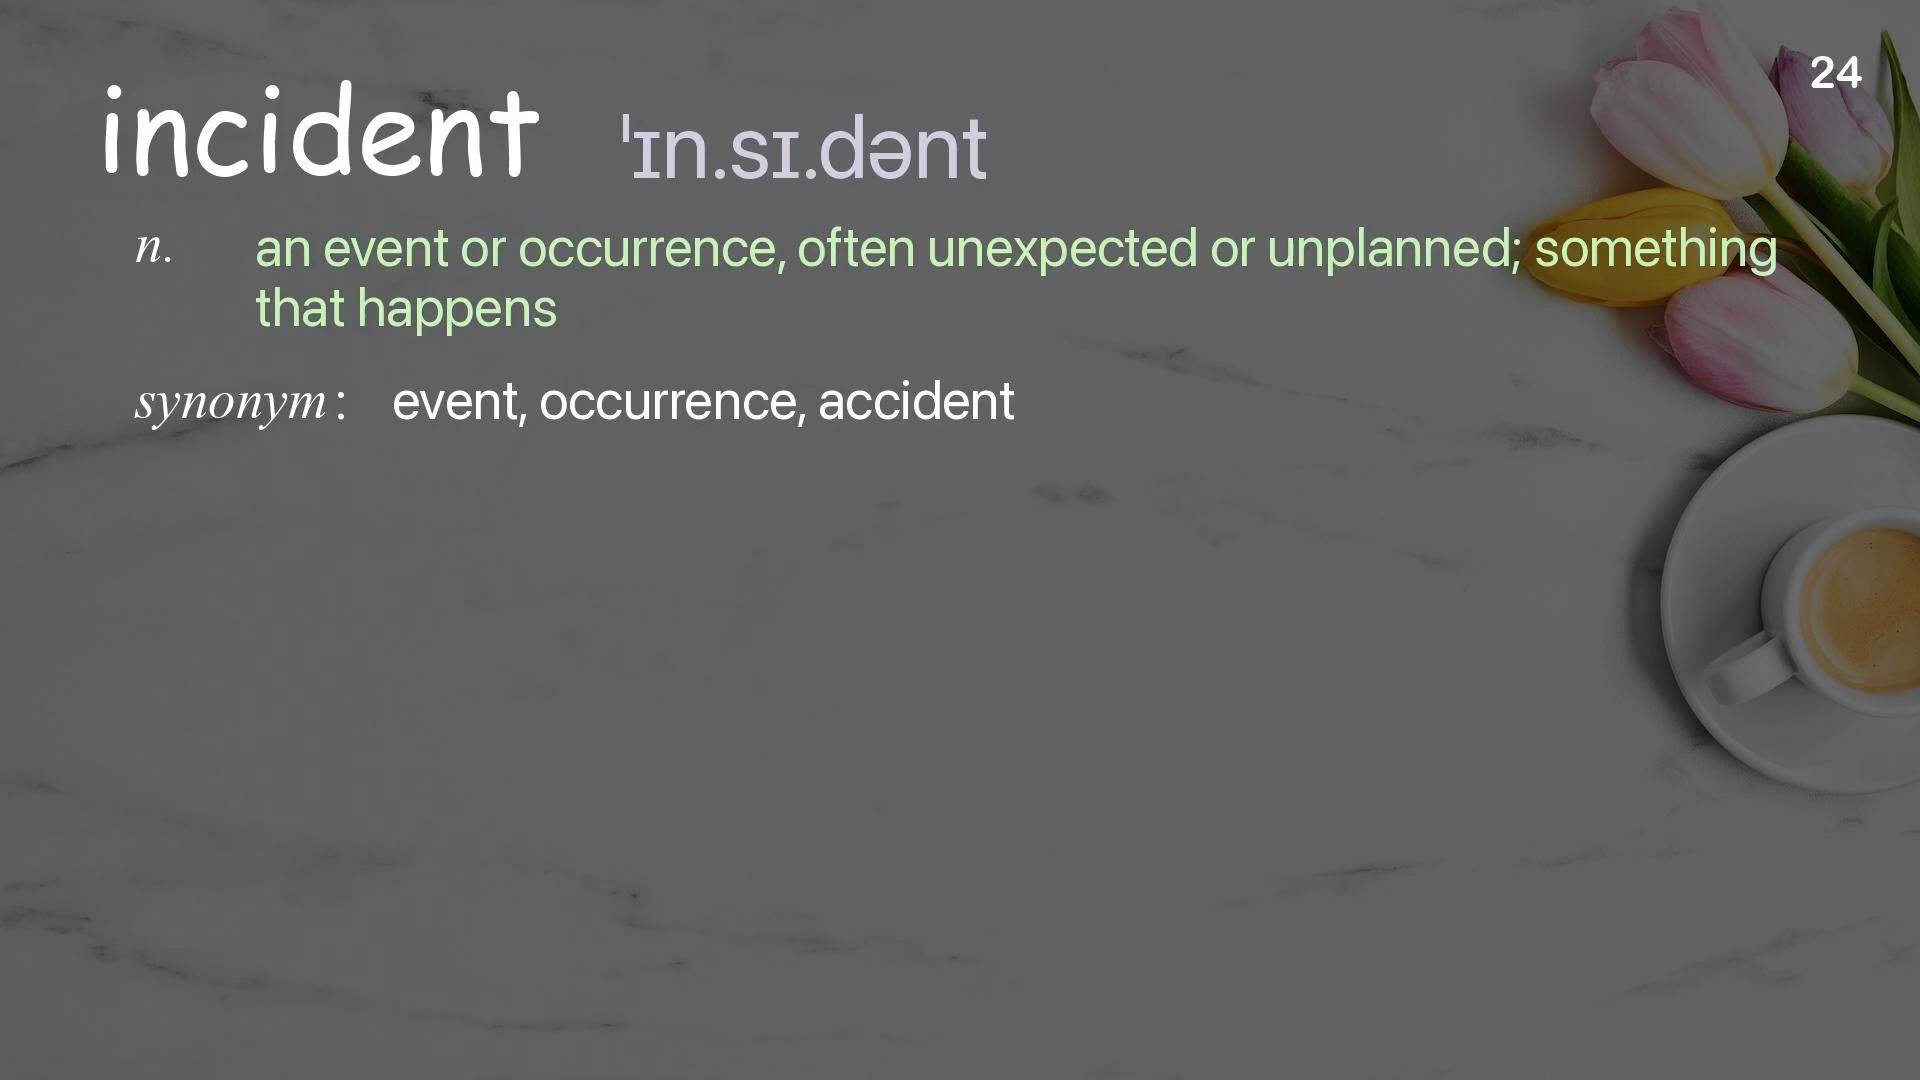 24
incident ˈɪn.sɪ.dənt
n. an event or occurrence, often unexpected or unplanned; something
that happens
synonym : event, occurrence, accident